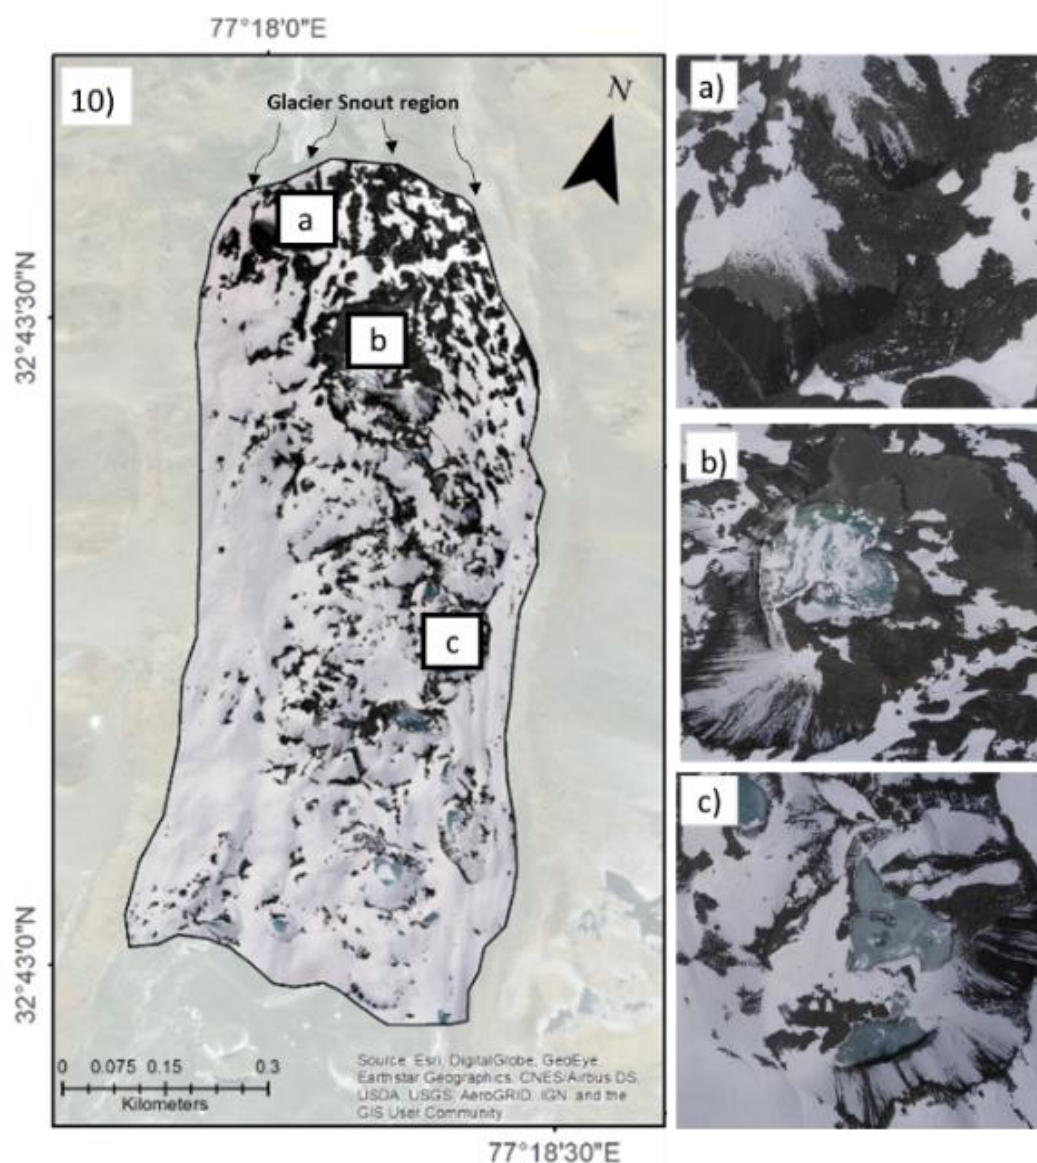 77°18'0"E
10)
Glacier Snout region
N
a
b
c
32°43'30"N
32°43'0"N
0 0.075 0.15 0.3
Kilometers
Source: Esri, DigitalGlobe, GeoEye,
Earthstar Geographics, CNES/Airbus DS,
USDA, USGS, AeroGRID, IGN, and the
GIS User Community
77°18'30"E
a)
b)
c)